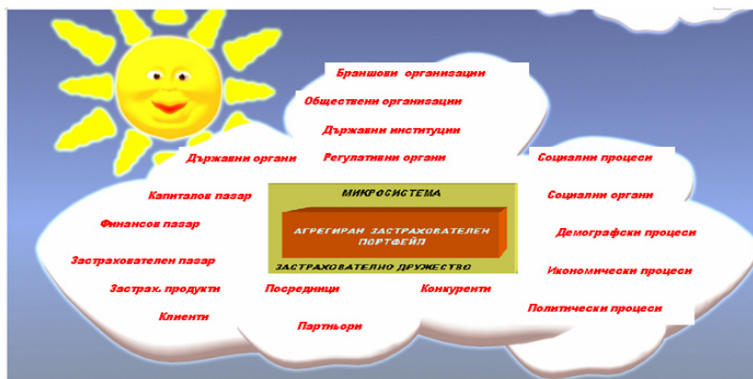 Браншови организации
Обществени организации
Държавни институции
Държавни органи
Регулативни органи
Социални процеси
Капиталов пазар
МИКРОСИСТЕМА
Социални органи
Финансов пазар
АГРЕГИРАН ЗАСТРАХОВАТЕЛЕН
ПОРТФЕЙЛ
Демографски процеси
Застрахователен пазар
ЗАСТРАХОВАТЕЛНО ДРУЖЕСТВО
Икономически процеси
Застрах. продукти
Посредници
Конкуренти
Клиенти
Партньори
Политически процеси